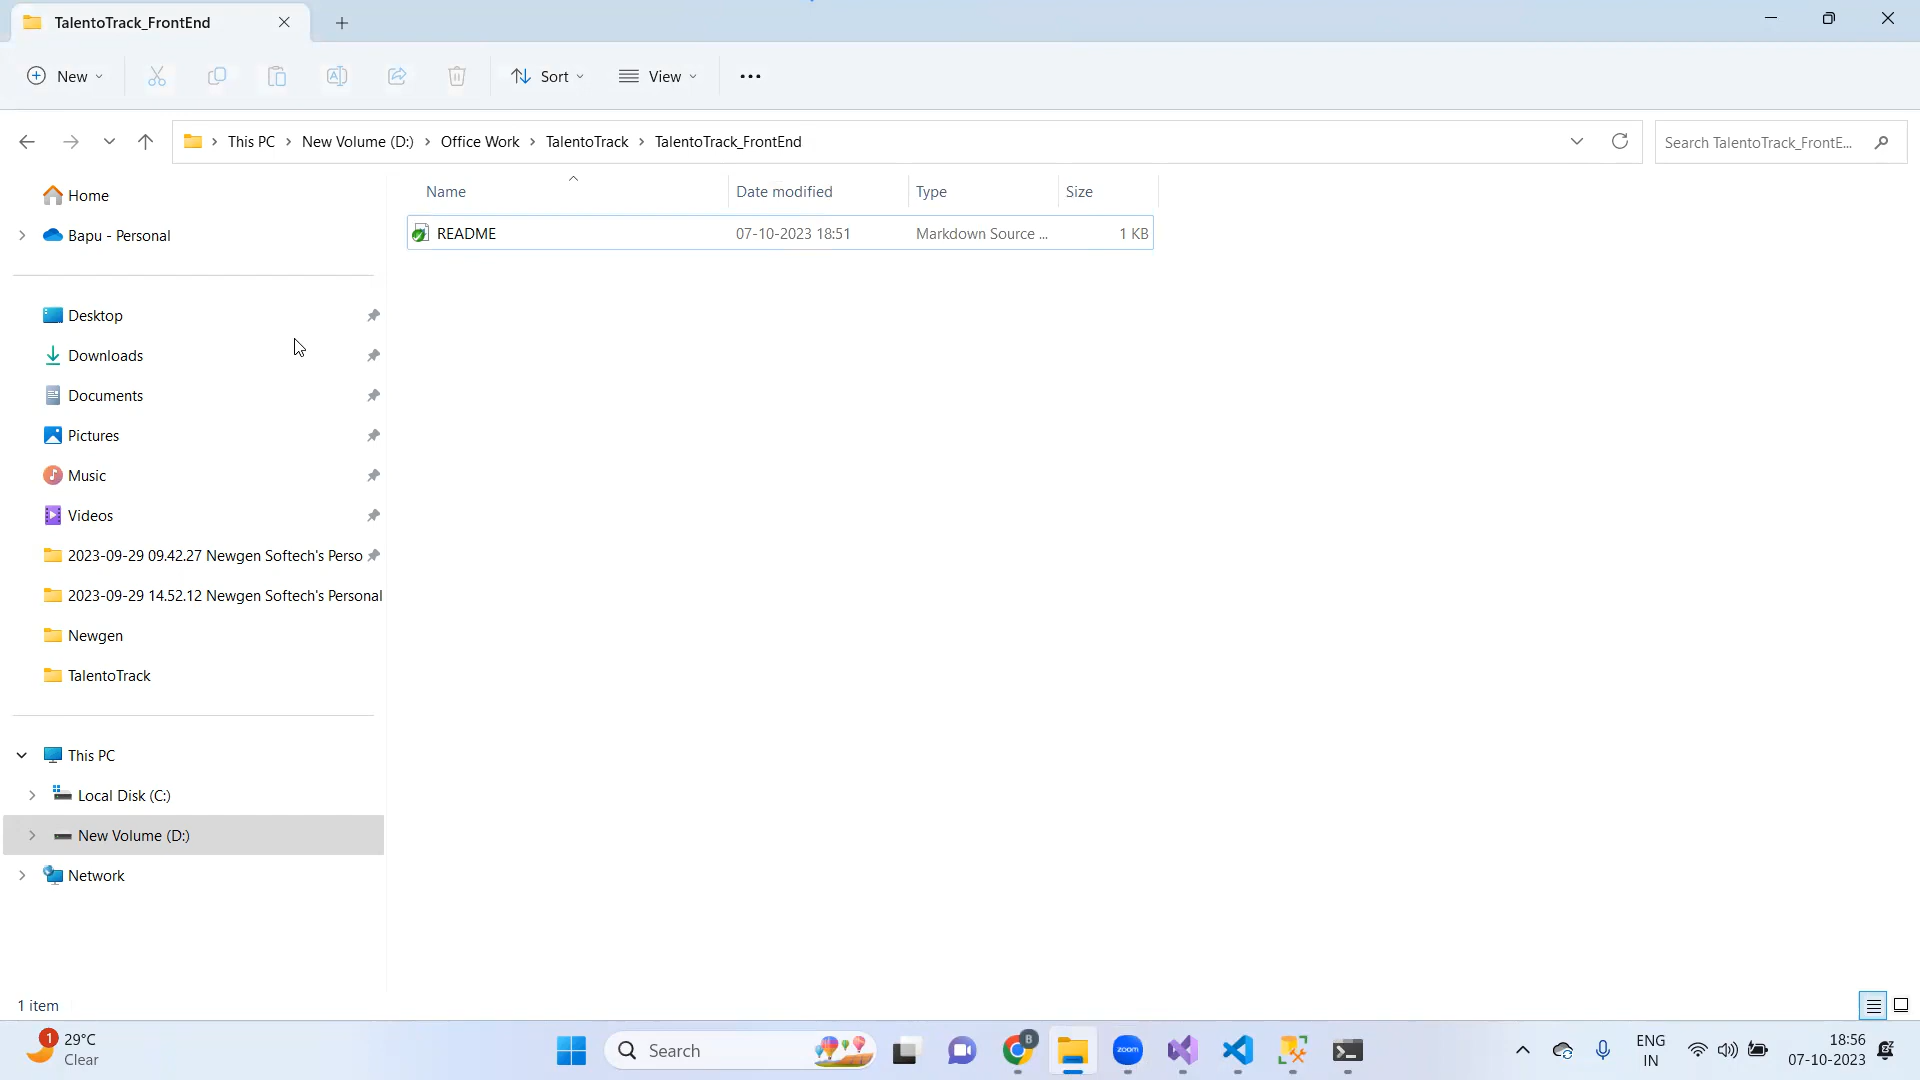 TalentoTrack_FrontEnd
New
Sort
View
This PC
New Volume (D:)
Office Work
TalentoTrack
TalentoTrack_FrontEnd
Search TalentoTrack_FrontE...
Name
Date modified
Type
Size
README
07-10-2023 18:51
Markdown Source ...
1 KB
Home
Bapu - Personal
Desktop
Downloads
Documents
Pictures
Music
Videos
2023-09-29 09.42.27 Newgen Softech's Perso
2023-09-29 14.52.12 Newgen Softech's Personal
Newgen
TalentoTrack
This PC
Local Disk (C:)
New Volume (D:)
Network
1 item
1
29°C
Clear
Search
B
zoom
ENG
IN
18:56
07-10-2023